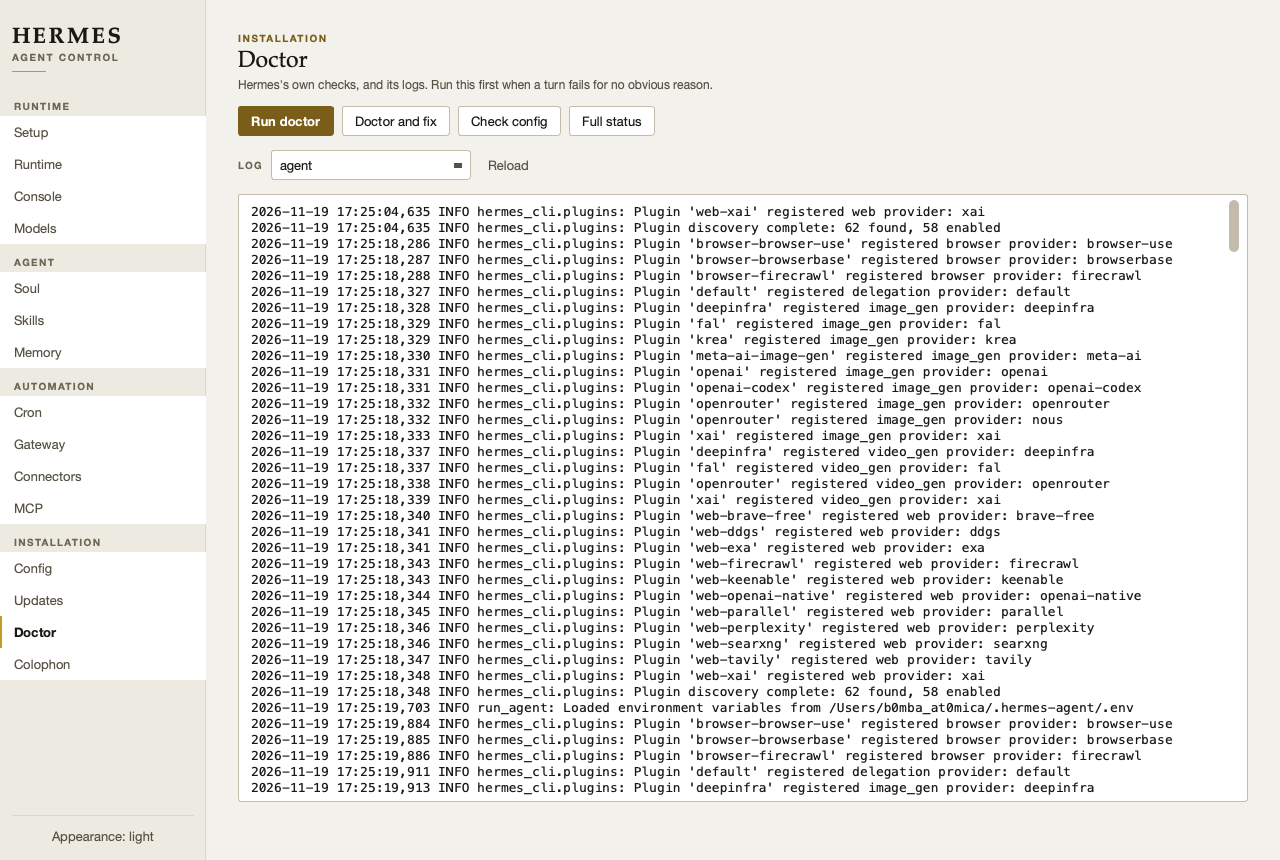 HERMES
AGENT CONTROL
RUNTIME
Setup
Runtime
Console
Models
AGENT
Soul
Skills
Memory
AUTOMATION
Cron
Gateway
Connectors
MCP
INSTALLATION
Config
Updates
Doctor
Colophon
Appearance: light
INSTALLATION
Doctor
Hermes's own checks, and its logs. Run this first when a turn fails for no obvious reason.
Run doctor Doctor and fix Check config Full status
LOG agent Reload
2026-11-19 17:25:04,635 INFO hermes_cli.plugins: Plugin 'web-xai' registered web provider: xai
2026-11-19 17:25:04,635 INFO hermes_cli.plugins: Plugin discovery complete: 62 found, 58 enabled
2026-11-19 17:25:18,286 INFO hermes_cli.plugins: Plugin 'browser-browser-use' registered browser provider: browser-use
2026-11-19 17:25:18,287 INFO hermes_cli.plugins: Plugin 'browser-browserbase' registered browser provider: browserbase
2026-11-19 17:25:18,288 INFO hermes_cli.plugins: Plugin 'browser-firecrawl' registered browser provider: firecrawl
2026-11-19 17:25:18,327 INFO hermes_cli.plugins: Plugin 'default' registered delegation provider: default
2026-11-19 17:25:18,328 INFO hermes_cli.plugins: Plugin 'deepinfra' registered image_gen provider: deepinfra
2026-11-19 17:25:18,329 INFO hermes_cli.plugins: Plugin 'fal' registered image_gen provider: fal
2026-11-19 17:25:18,329 INFO hermes_cli.plugins: Plugin 'krea' registered image_gen provider: krea
2026-11-19 17:25:18,330 INFO hermes_cli.plugins: Plugin 'meta-ai-image-gen' registered image_gen provider: meta-ai
2026-11-19 17:25:18,331 INFO hermes_cli.plugins: Plugin 'openai' registered image_gen provider: openai
2026-11-19 17:25:18,331 INFO hermes_cli.plugins: Plugin 'openai-codex' registered image_gen provider: openai-codex
2026-11-19 17:25:18,332 INFO hermes_cli.plugins: Plugin 'openrouter' registered image_gen provider: openrouter
2026-11-19 17:25:18,332 INFO hermes_cli.plugins: Plugin 'openrouter' registered image_gen provider: nous
2026-11-19 17:25:18,333 INFO hermes_cli.plugins: Plugin 'xai' registered image_gen provider: xai
2026-11-19 17:25:18,337 INFO hermes_cli.plugins: Plugin 'deepinfra' registered video_gen provider: deepinfra
2026-11-19 17:25:18,337 INFO hermes_cli.plugins: Plugin 'fal' registered video_gen provider: fal
2026-11-19 17:25:18,338 INFO hermes_cli.plugins: Plugin 'openrouter' registered video_gen provider: openrouter
2026-11-19 17:25:18,339 INFO hermes_cli.plugins: Plugin 'xai' registered video_gen provider: xai
2026-11-19 17:25:18,340 INFO hermes_cli.plugins: Plugin 'web-brave-free' registered web provider: brave-free
2026-11-19 17:25:18,341 INFO hermes_cli.plugins: Plugin 'web-ddgs' registered web provider: ddgs
2026-11-19 17:25:18,341 INFO hermes_cli.plugins: Plugin 'web-exa' registered web provider: exa
2026-11-19 17:25:18,343 INFO hermes_cli.plugins: Plugin 'web-firecrawl' registered web provider: firecrawl
2026-11-19 17:25:18,343 INFO hermes_cli.plugins: Plugin 'web-keenable' registered web provider: keenable
2026-11-19 17:25:18,344 INFO hermes_cli.plugins: Plugin 'web-openai-native' registered web provider: openai-native
2026-11-19 17:25:18,345 INFO hermes_cli.plugins: Plugin 'web-parallel' registered web provider: parallel
2026-11-19 17:25:18,346 INFO hermes_cli.plugins: Plugin 'web-perplexity' registered web provider: perplexity
2026-11-19 17:25:18,346 INFO hermes_cli.plugins: Plugin 'web-searxng' registered web provider: searxng
2026-11-19 17:25:18,347 INFO hermes_cli.plugins: Plugin 'web-tavily' registered web provider: tavily
2026-11-19 17:25:18,348 INFO hermes_cli.plugins: Plugin 'web-xai' registered web provider: xai
2026-11-19 17:25:18,348 INFO hermes_cli.plugins: Plugin discovery complete: 62 found, 58 enabled
2026-11-19 17:25:19,703 INFO run_agent: Loaded environment variables from /Users/b0mba_at0mica/.hermes-agent/.env
2026-11-19 17:25:19,884 INFO hermes_cli.plugins: Plugin 'browser-browser-use' registered browser provider: browser-use
2026-11-19 17:25:19,885 INFO hermes_cli.plugins: Plugin 'browser-browserbase' registered browser provider: browserbase
2026-11-19 17:25:19,886 INFO hermes_cli.plugins: Plugin 'browser-firecrawl' registered browser provider: firecrawl
2026-11-19 17:25:19,911 INFO hermes_cli.plugins: Plugin 'default' registered delegation provider: default
2026-11-19 17:25:19,913 INFO hermes_cli.plugins: Plugin 'deepinfra' registered image_gen provider: deepinfra